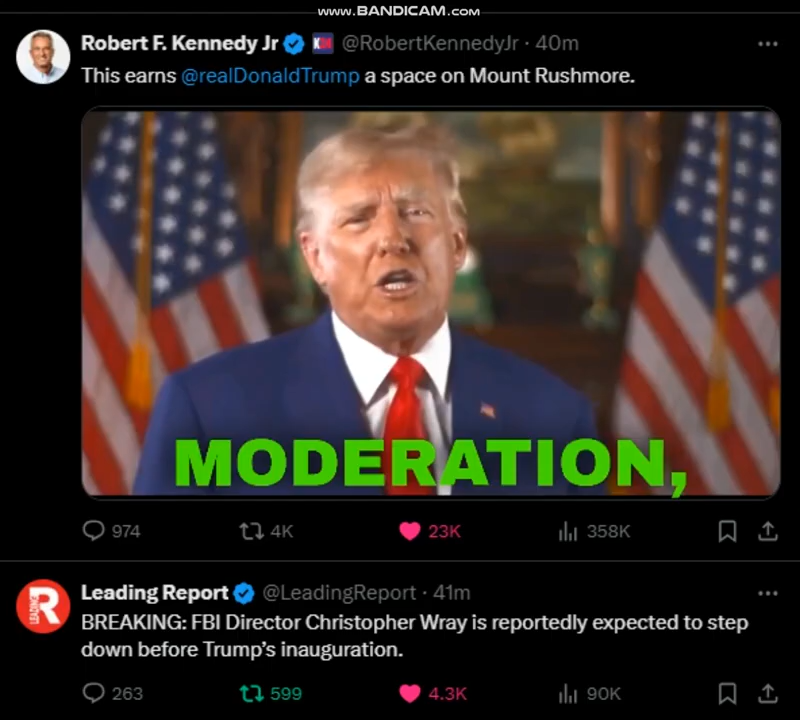 WWW.BANDICAM.COM
Robert F. Kennedy Jr @RobertKennedyJr · 40m
This earns @realDonaldTrump a space on Mount Rushmore.
MODERATION,
974 4K 23K 358K
LEADING R
Leading Report @LeadingReport · 41m
BREAKING: FBI Director Christopher Wray is reportedly expected to step
down before Trump's inauguration.
263 599 4.3K 90K